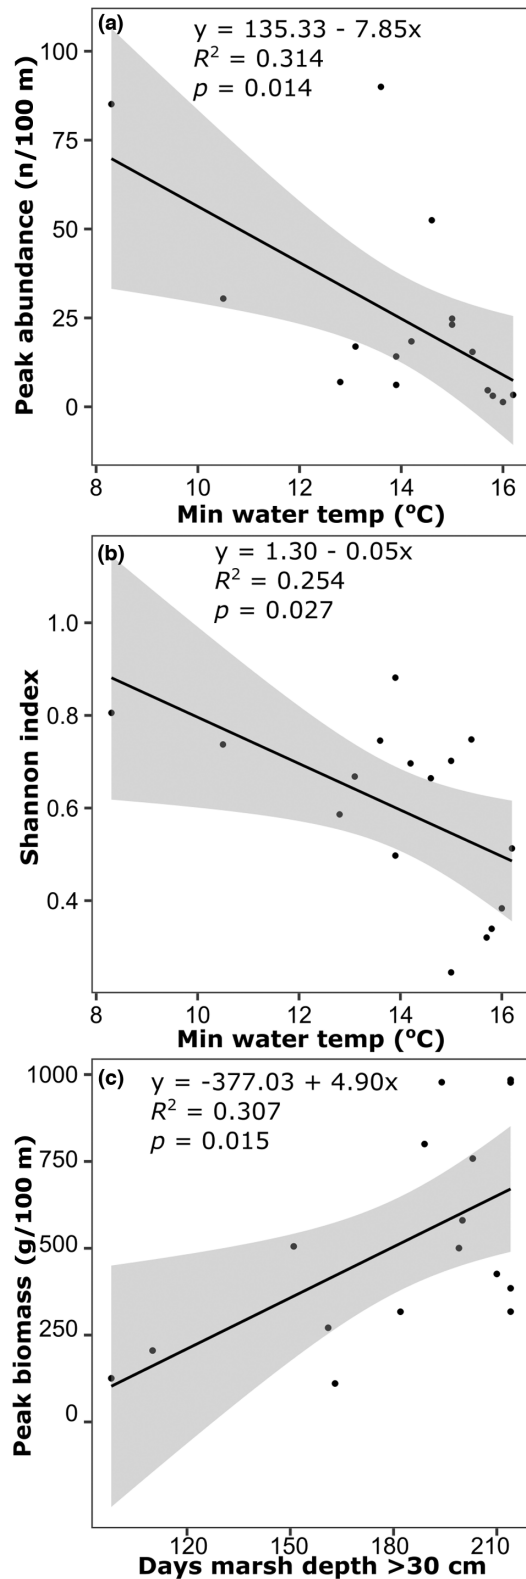 (a)
y = 135.33 - 7.85x
R² = 0.314
p = 0.014
Peak abundance (n/100 m)
100
75
50
25
0
8 10 12 14 16
Min water temp (ºC)
(b)
y = 1.30 - 0.05x
R² = 0.254
p = 0.027
Shannon index
1.0
0.8
0.6
0.4
8 10 12 14 16
Min water temp (ºC)
(c)
y = -377.03 + 4.90x
R² = 0.307
p = 0.015
Peak biomass (g/100 m)
1000
750
500
250
0
120 150 180 210
Days marsh depth >30 cm